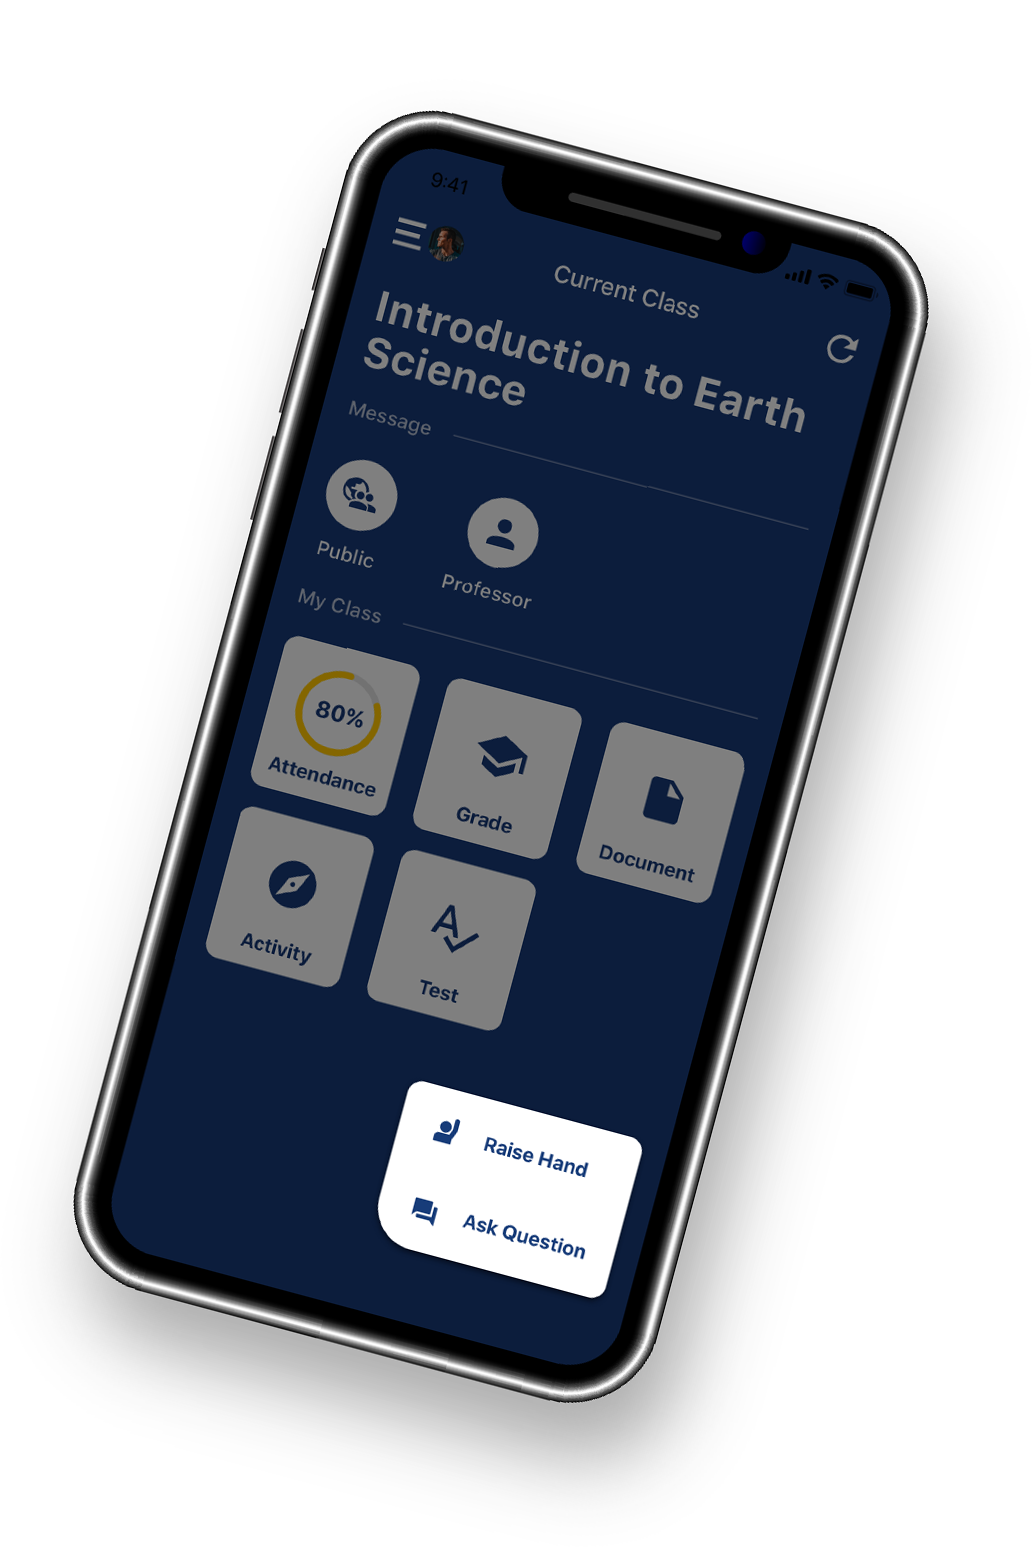 9:41
Current Class
Introduction to Earth
Science
Message
Public
Professor
My Class
80%
Attendance
Grade
Document
Activity
Test
Raise Hand
Ask Question